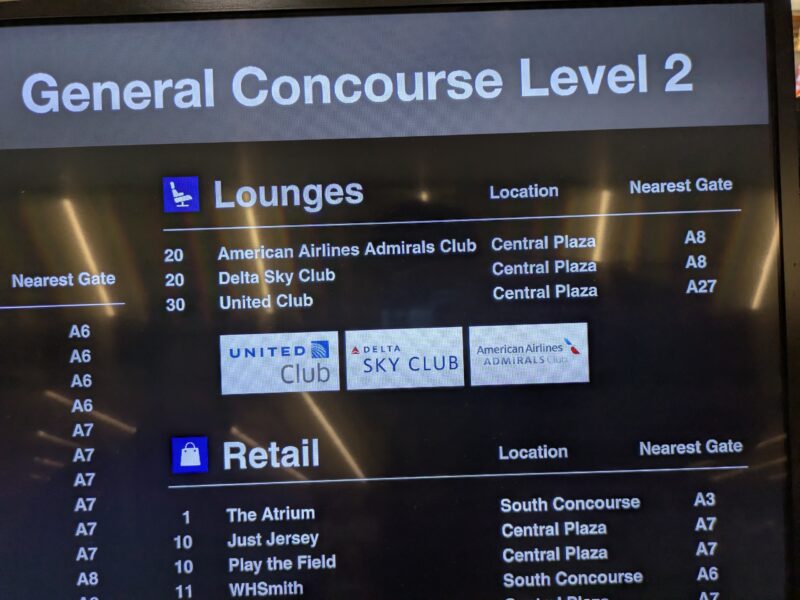 General Concourse Level 2
Nearest Gate
A6
A6
A6
A6
A7
A7
A7
A7
A7
A7
A8
Lounges Location Nearest Gate
20 American Airlines Admirals Club Central Plaza A8
20 Delta Sky Club Central Plaza A8
30 United Club Central Plaza A27
UNITED
Club
DELTA
SKY CLUB
American Airlines
ADMIRALS Club
Retail Location Nearest Gate
1 The Atrium South Concourse A3
10 Just Jersey Central Plaza A7
10 Play the Field Central Plaza A7
11 WHSmith South Concourse A6
Central Plaza A7